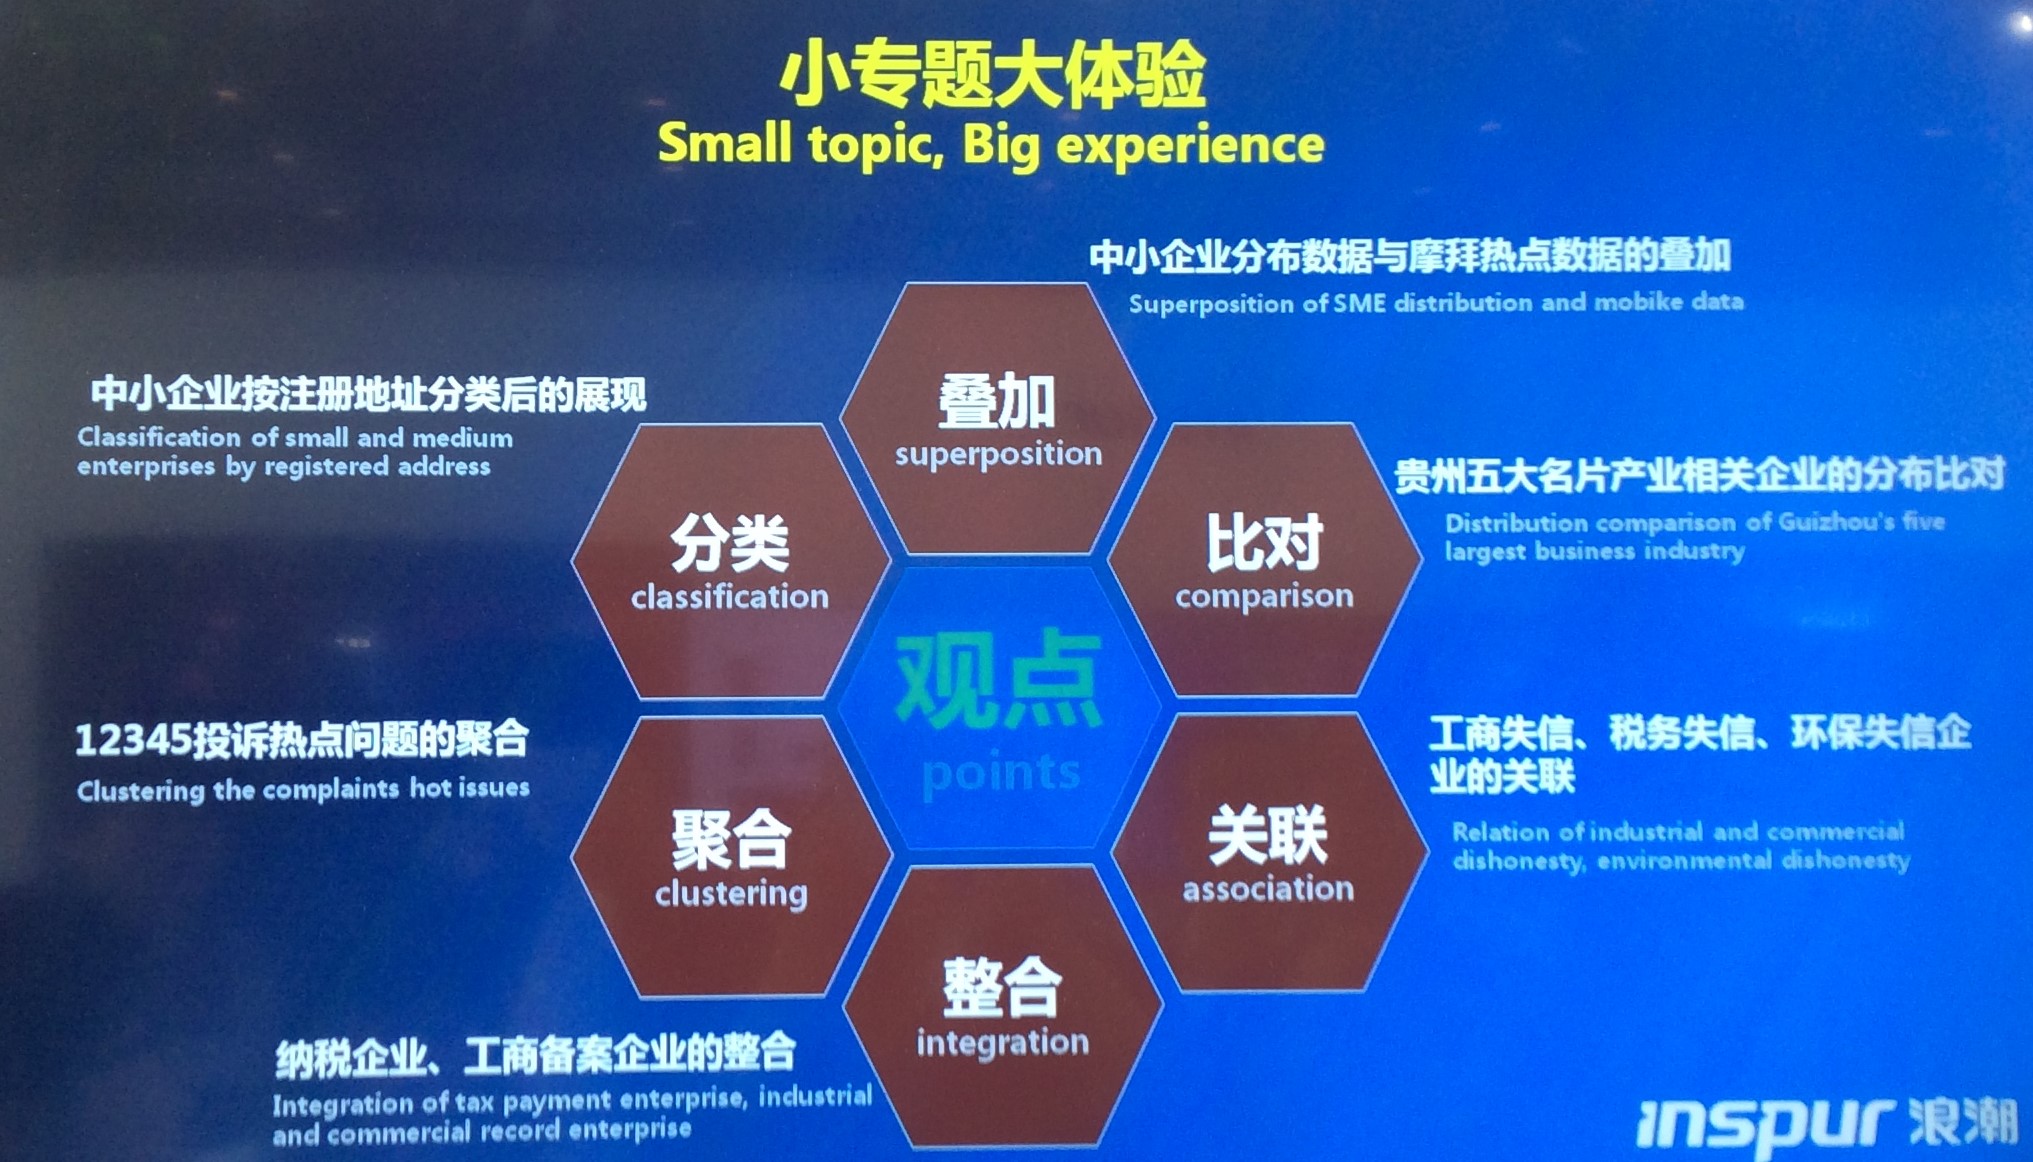 小专题大体验
Small topic, Big experience
中小企业分布数据与摩拜热点数据的叠加
Superposition of SME distribution and mobike data
叠加
superposition
中小企业按注册地址分类后的展现
Classification of small and medium
enterprises by registered address
分类
classification
比对
comparison
贵州五大名片产业相关企业的分布比对
Distribution comparison of Guizhou's five
largest business industry
观点
points
12345投诉热点问题的聚合
Clustering the complaints hot issues
聚合
clustering
关联
association
工商失信、税务失信、环保失信企
业的关联
Relation of industrial and commercial
dishonesty, environmental dishonesty
整合
integration
纳税企业、工商备案企业的整合
Integration of tax payment enterprise, industrial
and commercial record enterprise
inspur 浪潮